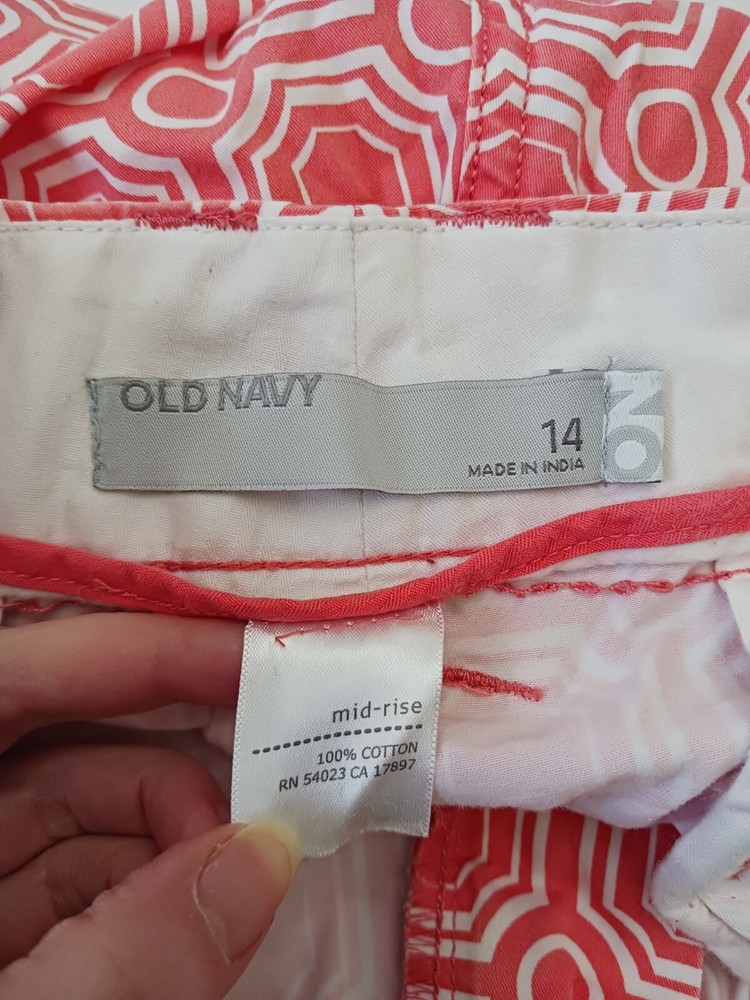 OLD NAVY
14
MADE IN INDIA
ON
mid-rise
100% COTTON
RN 54023 CA 17897